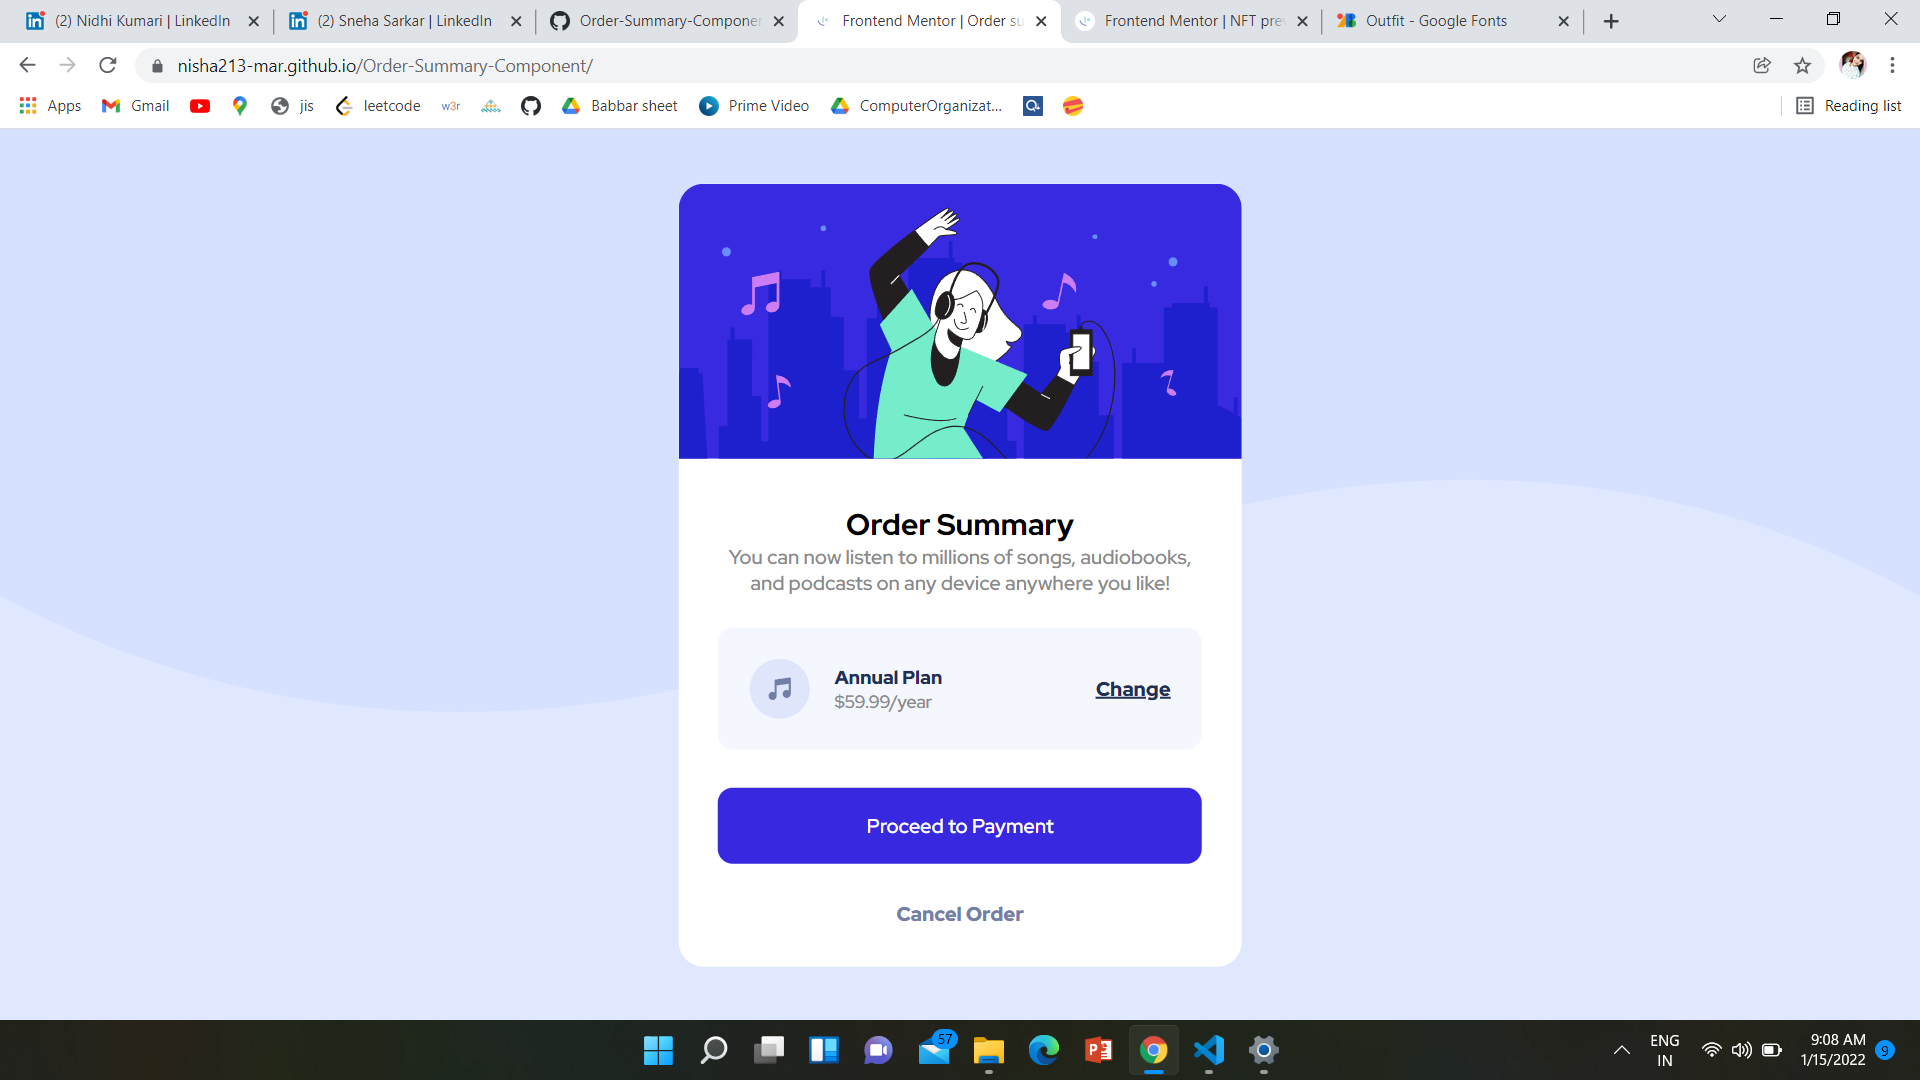 (2) Nidhi Kumari | LinkedIn
(2) Sneha Sarkar | LinkedIn
Order-Summary-Componen
Frontend Mentor | Order su
Frontend Mentor | NFT prev
Outfit - Google Fonts
nisha213-mar.github.io/Order-Summary-Component/
Apps
Gmail
jis
leetcode
w3r
Babbar sheet
Prime Video
ComputerOrganizat...
Reading list
Order Summary
You can now listen to millions of songs, audiobooks,
and podcasts on any device anywhere you like!
Annual Plan
$59.99/year
Change
Proceed to Payment
Cancel Order
57
ENG
IN
9:08 AM
1/15/2022
9